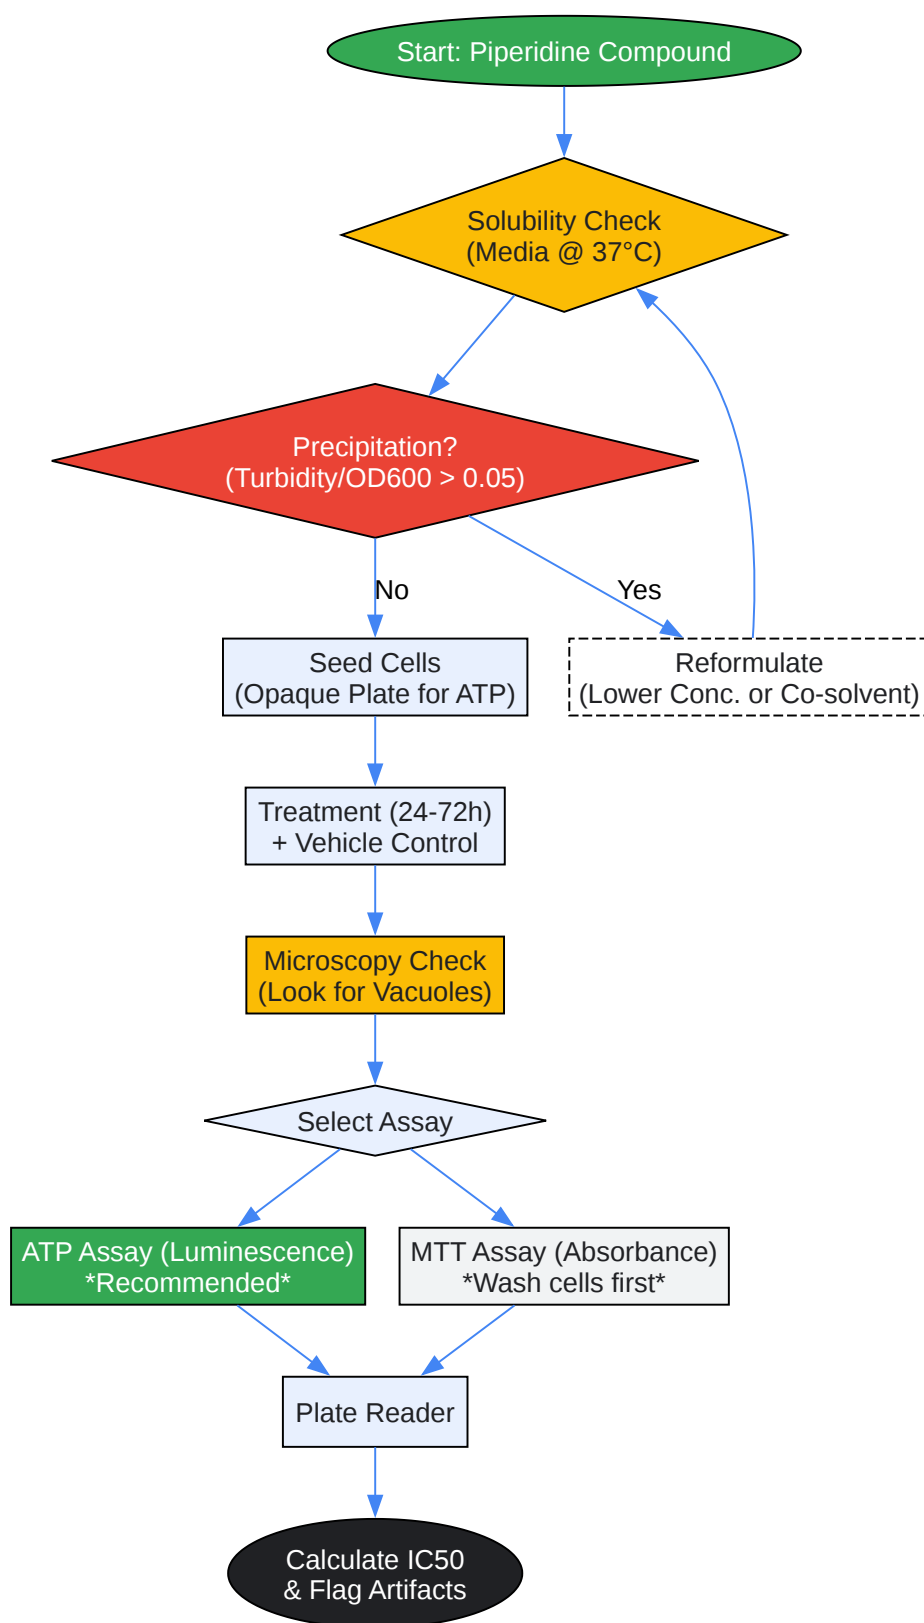 Start: Piperidine Compound
Solubility Check
(Media @ 37°C)
Precipitation?
(Turbidity/OD600 > 0.05)
No
Yes
Seed Cells
(Opaque Plate for ATP)
Reformulate
(Lower Conc. or Co-solvent)
Treatment (24-72h)
+ Vehicle Control
Microscopy Check
(Look for Vacuoles)
Select Assay
ATP Assay (Luminescence)
*Recommended*
MTT Assay (Absorbance)
*Wash cells first*
Plate Reader
Calculate IC50
& Flag Artifacts